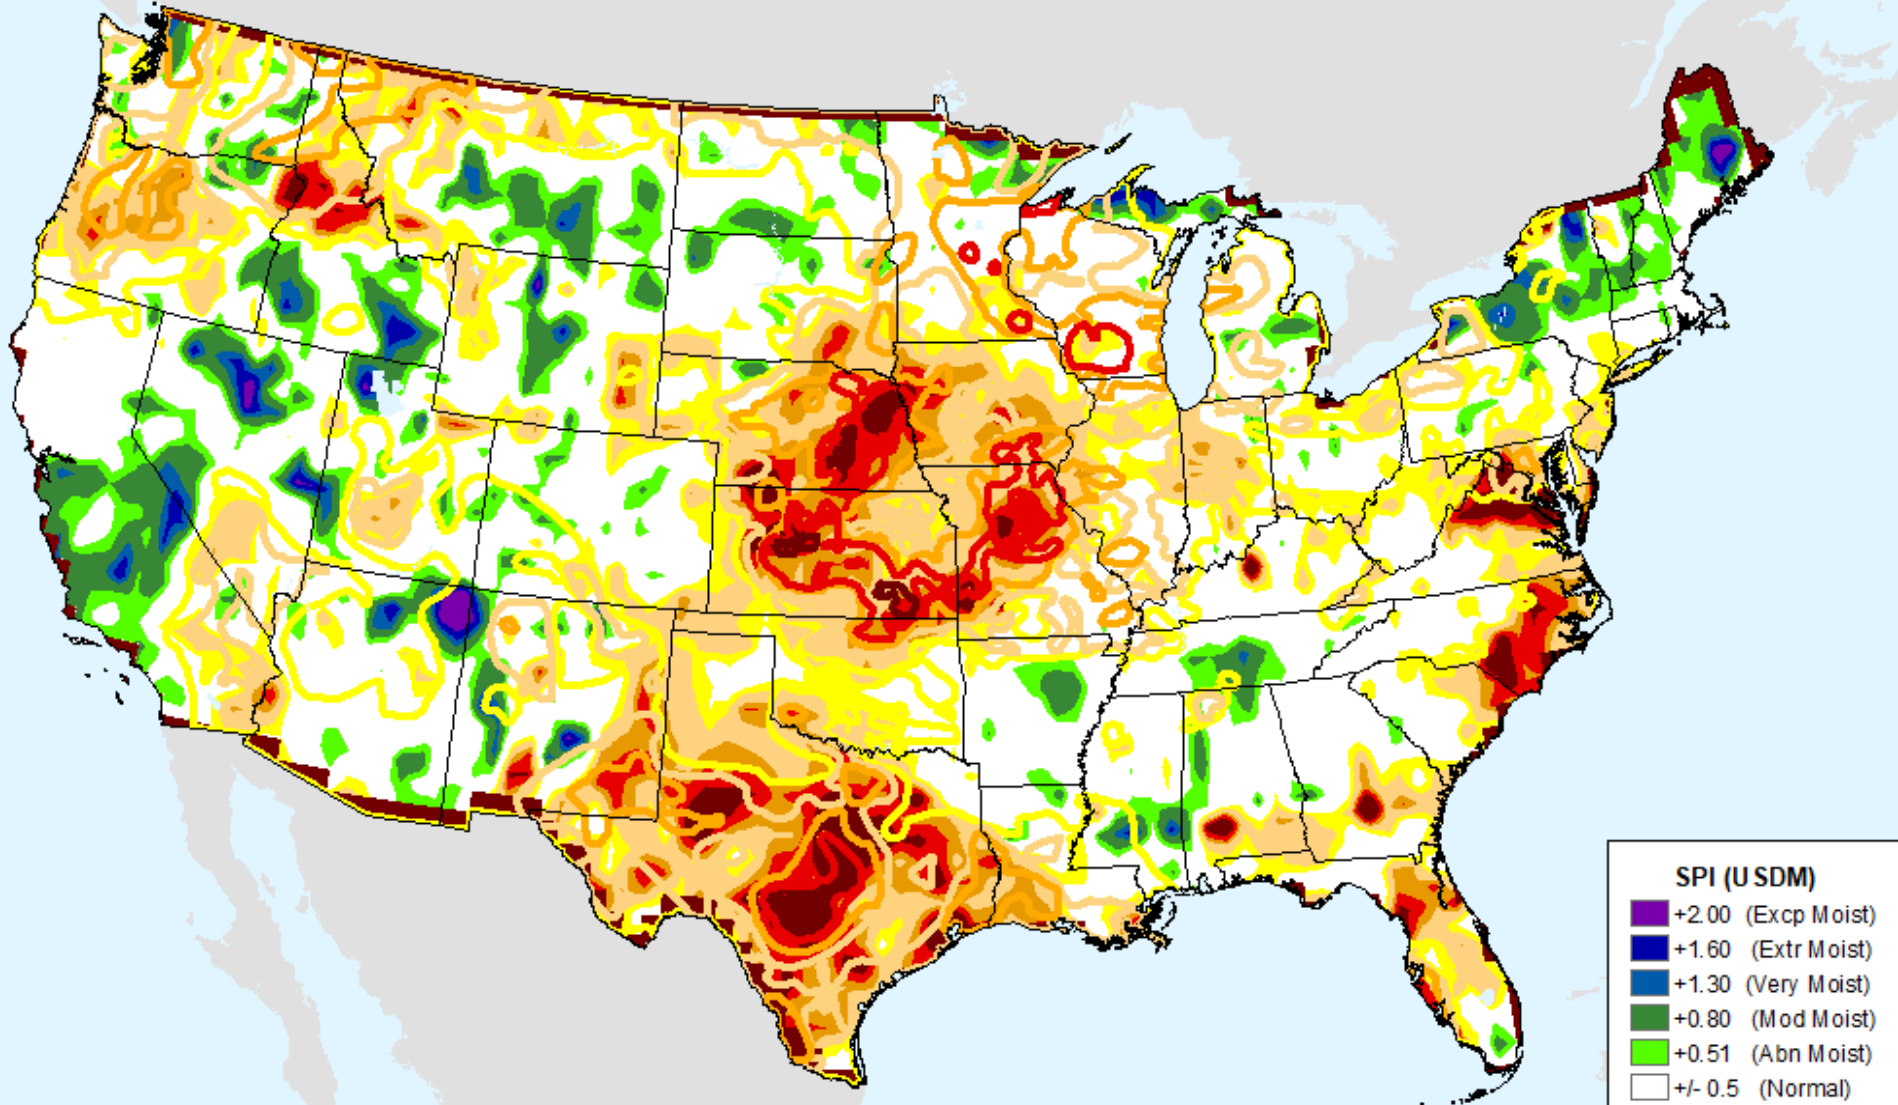 SPI (USDM)
+2.00 (Excp Moist)
+1.60 (Extr Moist)
+1.30 (Very Moist)
+0.80 (Mod Moist)
+0.51 (Abn Moist)
+/- 0.5 (Normal)